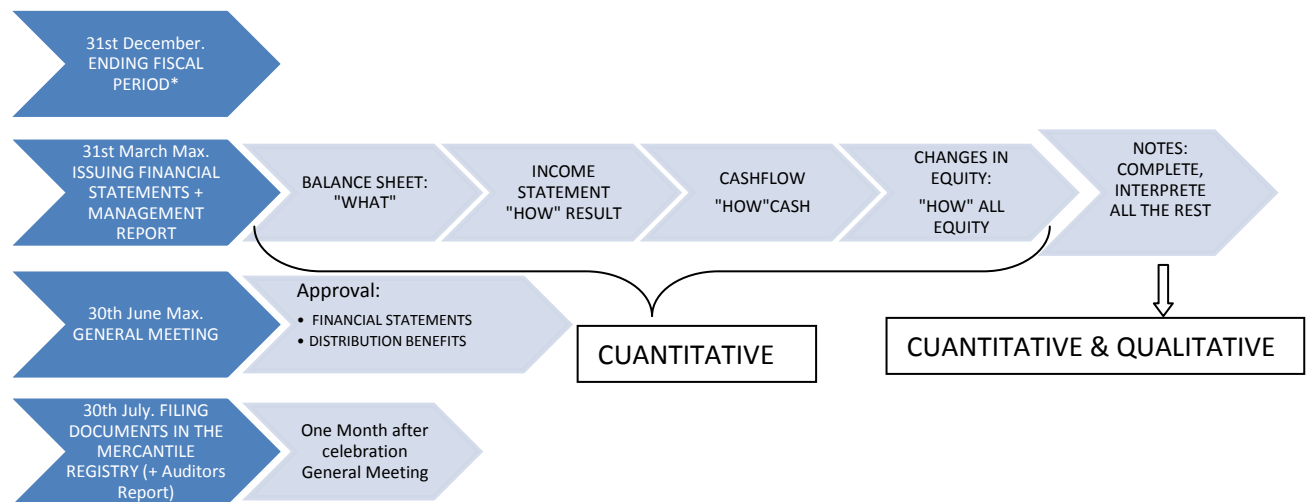 31st December.
ENDING FISCAL
PERIOD*
31st March Max.
ISSUING FINANCIAL
STATEMENTS +
MANAGEMENT
REPORT
BALANCE SHEET:
"WHAT"
INCOME
STATEMENT
"HOW" RESULT
CASHFLOW
"HOW"CASH
CHANGES IN
EQUITY:
"HOW" ALL
EQUITY
NOTES:
COMPLETE,
INTERPRETE
ALL THE REST
30th June Max.
GENERAL MEETING
Approval:
• FINANCIAL STATEMENTS
• DISTRIBUTION BENEFITS
CUANTITATIVE
CUANTITATIVE & QUALITATIVE
30th July. FILING
DOCUMENTS IN THE
MERCANTILE
REGISTRY (+ Auditors
Report)
One Month after
celebration
General Meeting